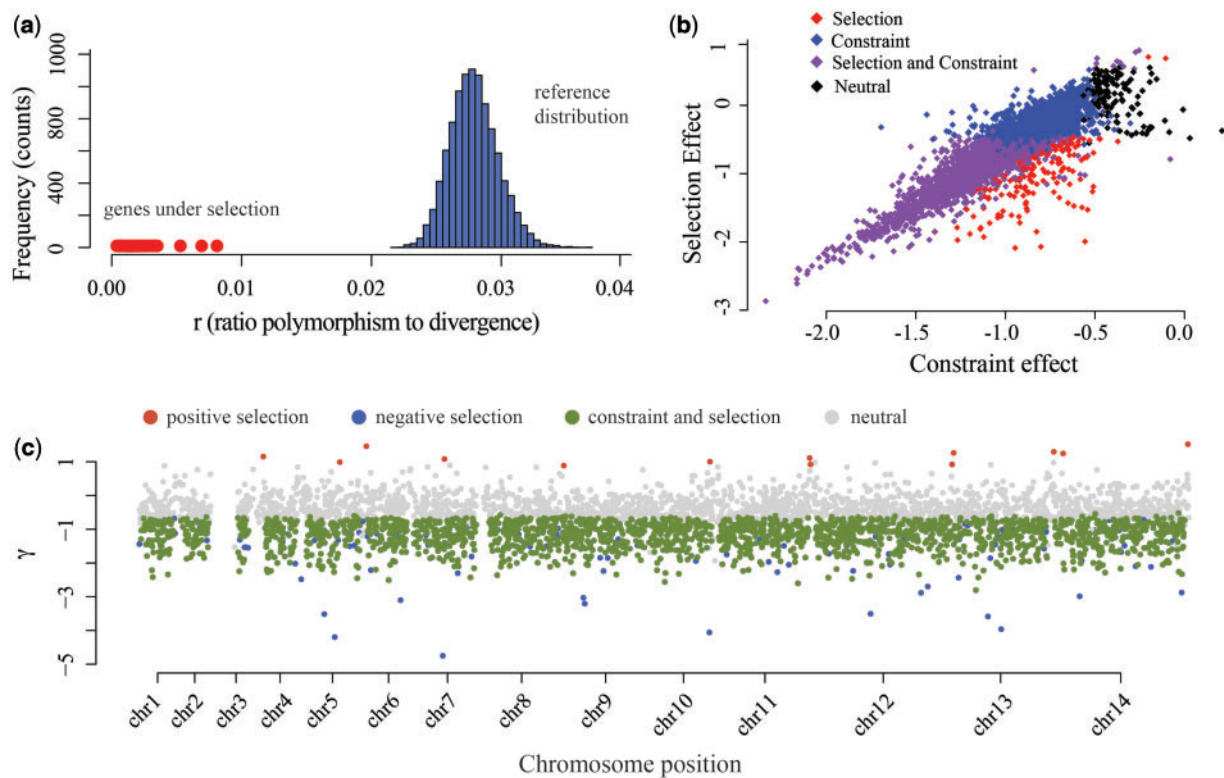 (a)
Frequency (counts)
1000
800
400
0
genes under selection
reference
distribution
0.00 0.01 0.02 0.03 0.04
r (ratio polymorphism to divergence)
(b)
Selection
Constraint
Selection and Constraint
Neutral
Selection Effect
1
0
-1
-2
-3
-2.0 -1.5 -1.0 -0.5 0.0
Constraint effect
positive selection negative selection constraint and selection neutral
(c)
γ
1
-1
-3
-5
chr1 chr2 chr3 chr4 chr5 chr6 chr7 chr8 chr9 chr10 chr11 chr12 chr13 chr14
Chromosome position